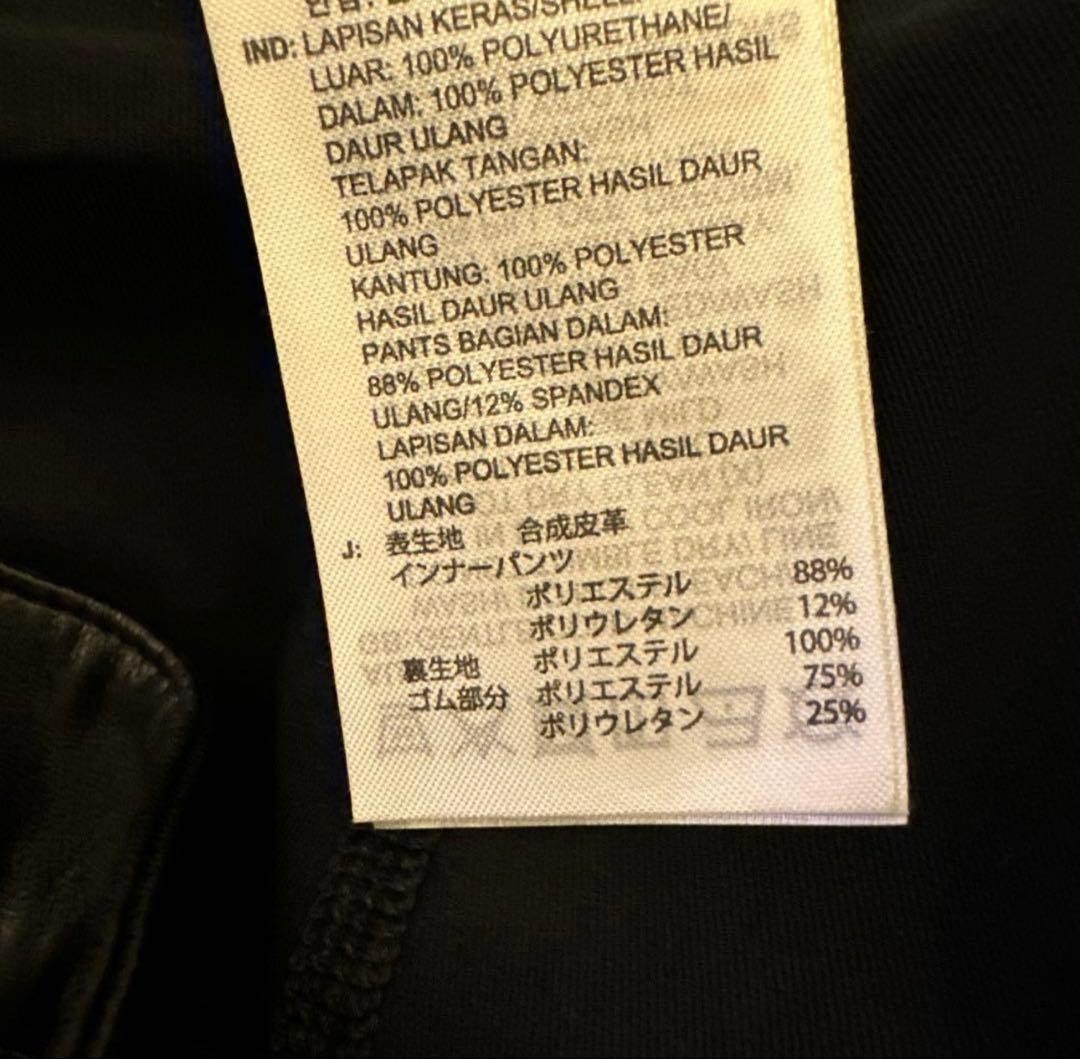 IND: LAPISAN KERAS/SHELL:
LUAR: 100% POLYURETHANE/
DALAM: 100% POLYESTER HASIL
DAUR ULANG
TELAPAK TANGAN:
100% POLYESTER HASIL DAUR
ULANG
KANTUNG: 100% POLYESTER
HASIL DAUR ULANG
PANTS BAGIAN DALAM:
88% POLYESTER HASIL DAUR
ULANG/12% SPANDEX
LAPISAN DALAM:
100% POLYESTER HASIL DAUR
ULANG
J: 表生地 合成皮革
インナーパンツ
ポリエステル 88%
ポリウレタン 12%
裏生地 ポリエステル 100%
ゴム部分 ポリエステル 75%
ポリウレタン 25%